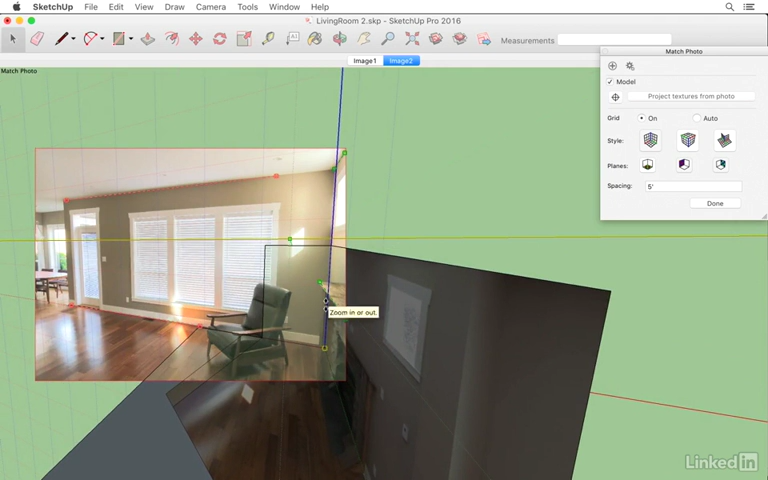 SketchUp File Edit View Draw Camera Tools Window Help
LivingRoom 2.skp - SketchUp Pro 2016
Measurements
Image1 Image2
Match Photo
Match Photo
Model
Project textures from photo
Grid On Auto
Style:
Planes:
Spacing: 5'
Done
Zoom in or out.
Linked in